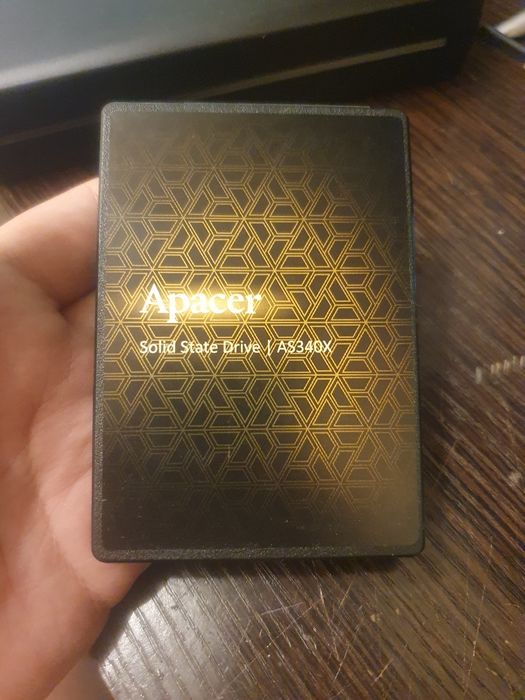 Apacer
Solid State Drive | AS340X